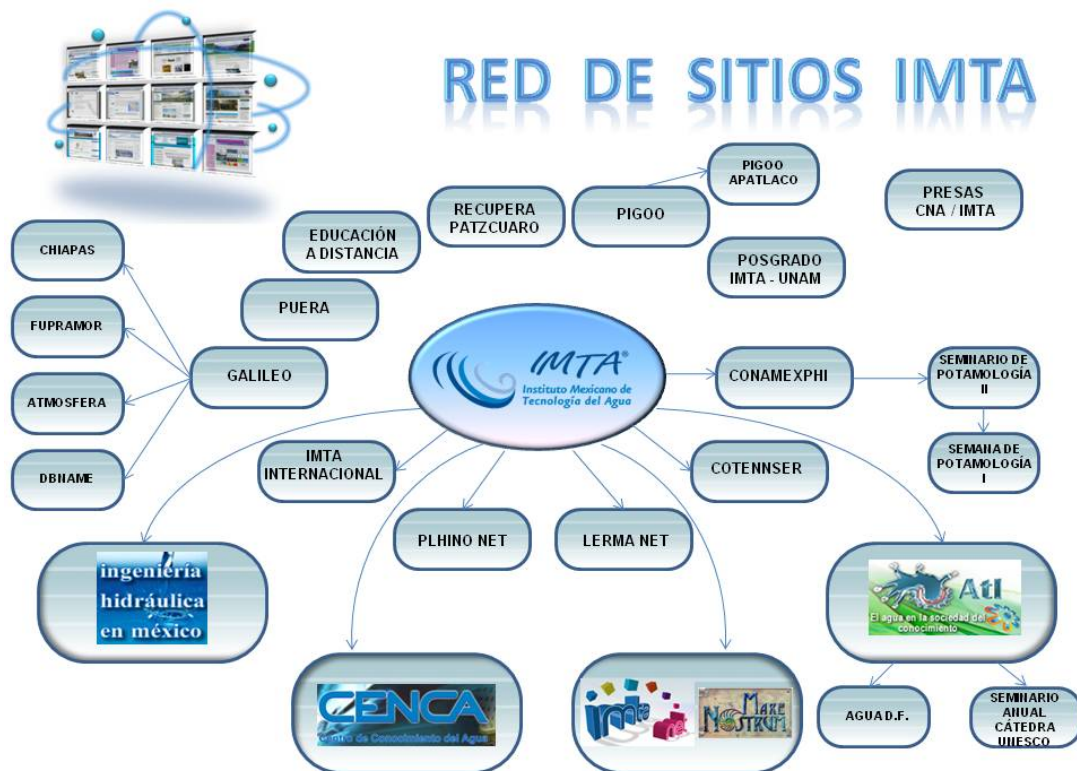 RED DE SITIOS IMTA
PIGOO
APATLACO
PRESAS
CNA / IMTA
RECUPERA
PATZCUARO
PIGOO
EDUCACIÓN
A DISTANCIA
CHIAPAS
POSGRADO
IMTA - UNAM
PUERA
FUPRAMOR
IMTA®
Instituto Mexicano de
Tecnología del Agua
GALILEO
CONAMEXPHI
SEMINARIO DE
POTAMOLOGÍA
II
ATMOSFERA
IMTA
INTERNACIONAL
COTENNSER
SEMANA DE
POTAMOLOGÍA
I
DBNAME
PLHINO NET
LERMA NET
ingeniería
hidráulica
en méxico
Atl
El agua en la sociedad del
conocimiento
CENCA
Centro de Conocimiento del Agua
imta
MARE
NOSTRUM
AGUA D.F.
SEMINARIO
ANUAL
CÁTEDRA
UNESCO